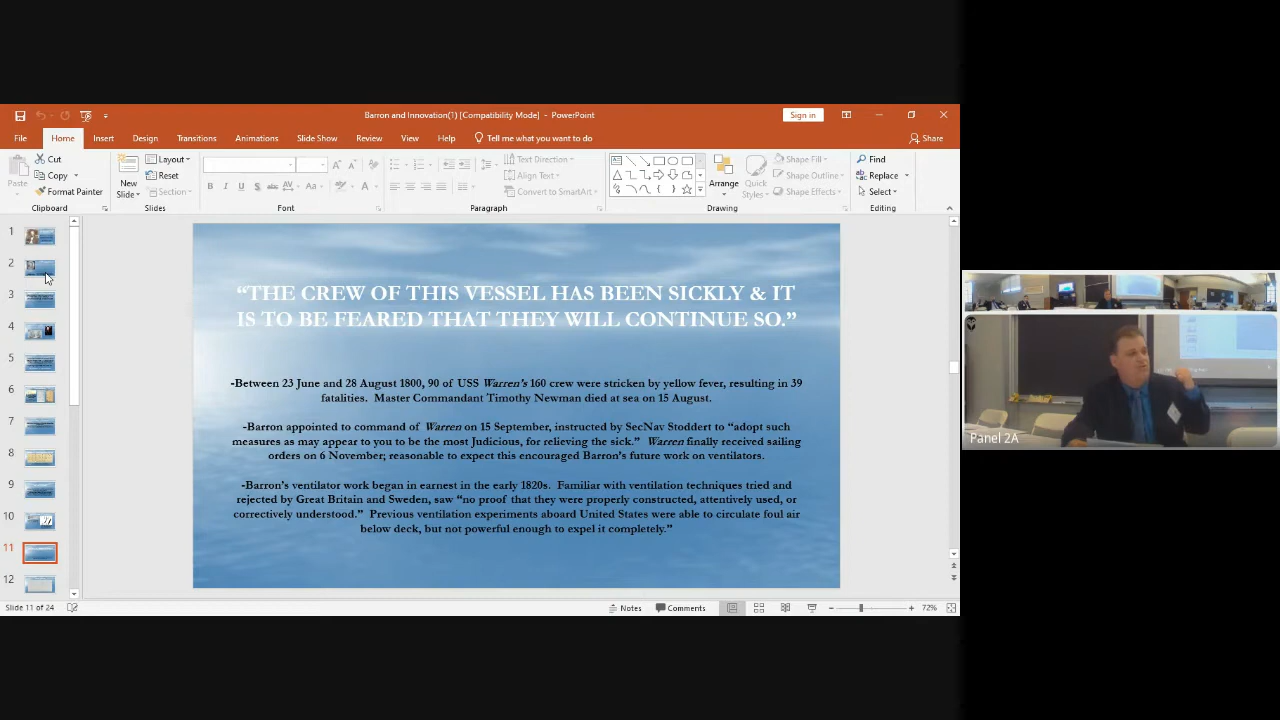 Barron and Innovation(1) [Compatibility Mode] - PowerPoint
Sign in
File Home Insert Design Transitions Animations Slide Show Review View Help Tell me what you want to do
Share
Paste
Cut
Copy
Format Painter
Clipboard
New Slide
Layout
Reset
Section
Slides
B I U S abc AV Aa A
Font
Text Direction
Align Text
Convert to SmartArt
Paragraph
Arrange
Quick Styles
Shape Fill
Shape Outline
Shape Effects
Drawing
Find
Replace
Select
Editing
1
2
3
4
5
6
7
8
9
10
11
12
“THE CREW OF THIS VESSEL HAS BEEN SICKLY & IT
IS TO BE FEARED THAT THEY WILL CONTINUE SO.”
-Between 23 June and 28 August 1800, 90 of USS Warren’s 160 crew were stricken by yellow fever, resulting in 39
fatalities. Master Commandant Timothy Newman died at sea on 15 August.
-Barron appointed to command of Warren on 15 September, instructed by SecNav Stoddert to “adopt such
measures as may appear to you to be the most Judicious, for relieving the sick.” Warren finally received sailing
orders on 6 November; reasonable to expect this encouraged Barron’s future work on ventilators.
-Barron’s ventilator work began in earnest in the early 1820s. Familiar with ventilation techniques tried and
rejected by Great Britain and Sweden, saw “no proof that they were properly constructed, attentively used, or
correctively understood.” Previous ventilation experiments aboard United States were able to circulate foul air
below deck, but not powerful enough to expel it completely.”
Slide 11 of 24
Notes
Comments
72%
Panel 2A